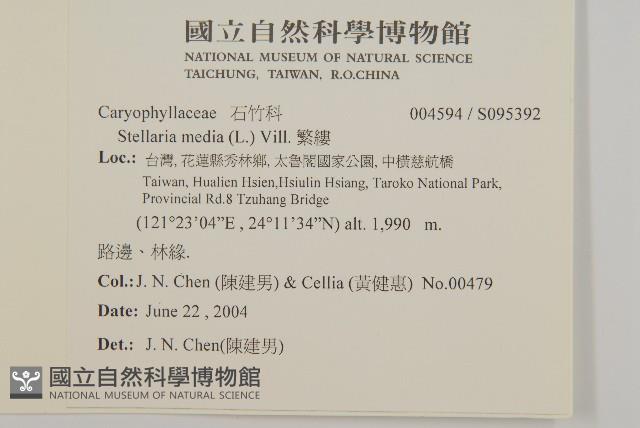 國立自然科學博物館
NATIONAL MUSEUM OF NATURAL SCIENCE
TAICHUNG, TAIWAN, R.O.CHINA
Caryophyllaceae 石竹科 004594 / S095392
Stellaria media (L.) Vill. 繁縷
Loc.: 台灣, 花蓮縣秀林鄉, 太魯閣國家公園, 中橫慈航橋
Taiwan, Hualien Hsien,Hsiulin Hsiang, Taroko National Park,
Provincial Rd.8 Tzuhang Bridge
(121°23’04”E , 24°11’34”N) alt. 1,990 m.
路邊、林緣.
Col.: J. N. Chen (陳建男) & Cellia (黃健惠) No.00479
Date: June 22 , 2004
Det.: J. N. Chen(陳建男)
國立自然科學博物館
NATIONAL MUSEUM OF NATURAL SCIENCE